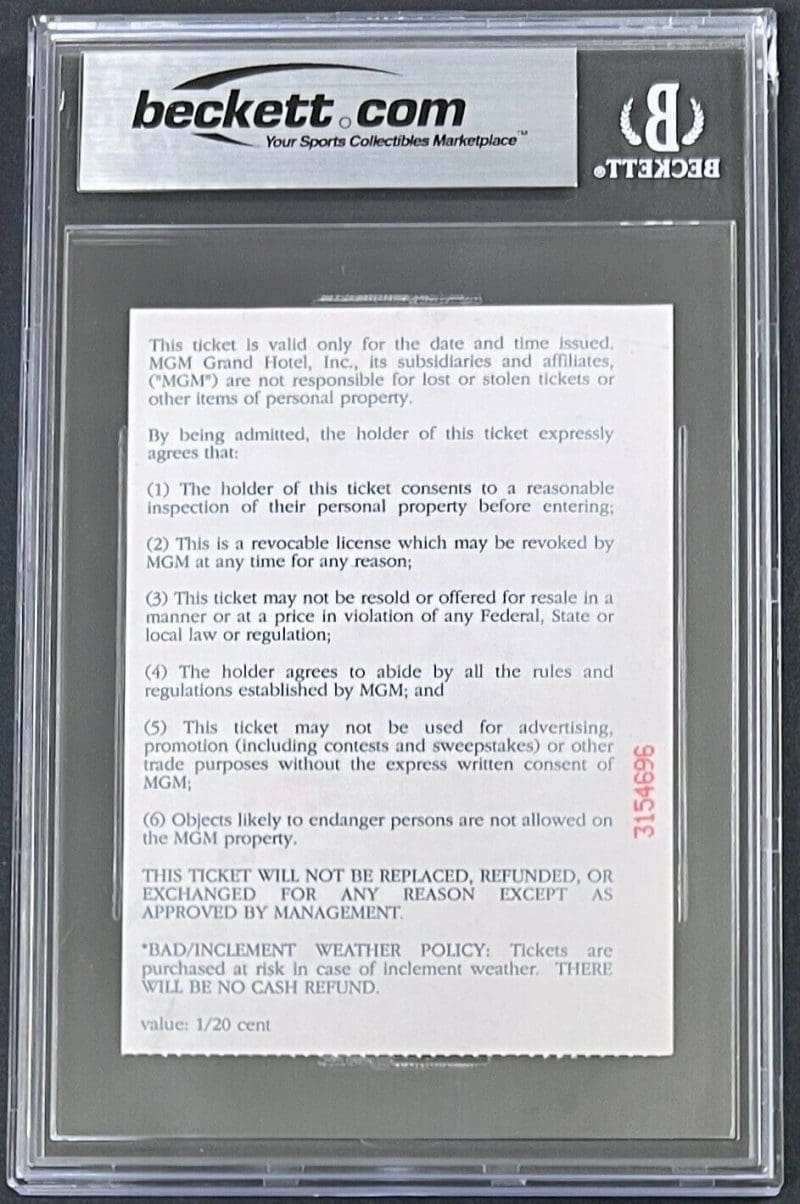 beckett.com
Your Sports Collectibles Marketplace™
BECKETT®
This ticket is valid only for the date and time issued.
MGM Grand Hotel, Inc., its subsidiaries and affiliates,
("MGM") are not responsible for lost or stolen tickets or
other items of personal property.
By being admitted, the holder of this ticket expressly
agrees that:
(1) The holder of this ticket consents to a reasonable
inspection of their personal property before entering;
(2) This is a revocable license which may be revoked by
MGM at any time for any reason;
(3) This ticket may not be resold or offered for resale in a
manner or at a price in violation of any Federal, State or
local law or regulation;
(4) The holder agrees to abide by all the rules and
regulations established by MGM; and
(5) This ticket may not be used for advertising,
promotion (including contests and sweepstakes) or other
trade purposes without the express written consent of
MGM;
(6) Objects likely to endanger persons are not allowed on
the MGM property.
THIS TICKET WILL NOT BE REPLACED, REFUNDED, OR
EXCHANGED FOR ANY REASON EXCEPT AS
APPROVED BY MANAGEMENT.
*BAD/INCLEMENT WEATHER POLICY: Tickets are
purchased at risk in case of inclement weather. THERE
WILL BE NO CASH REFUND.
value: 1/20 cent
3154696